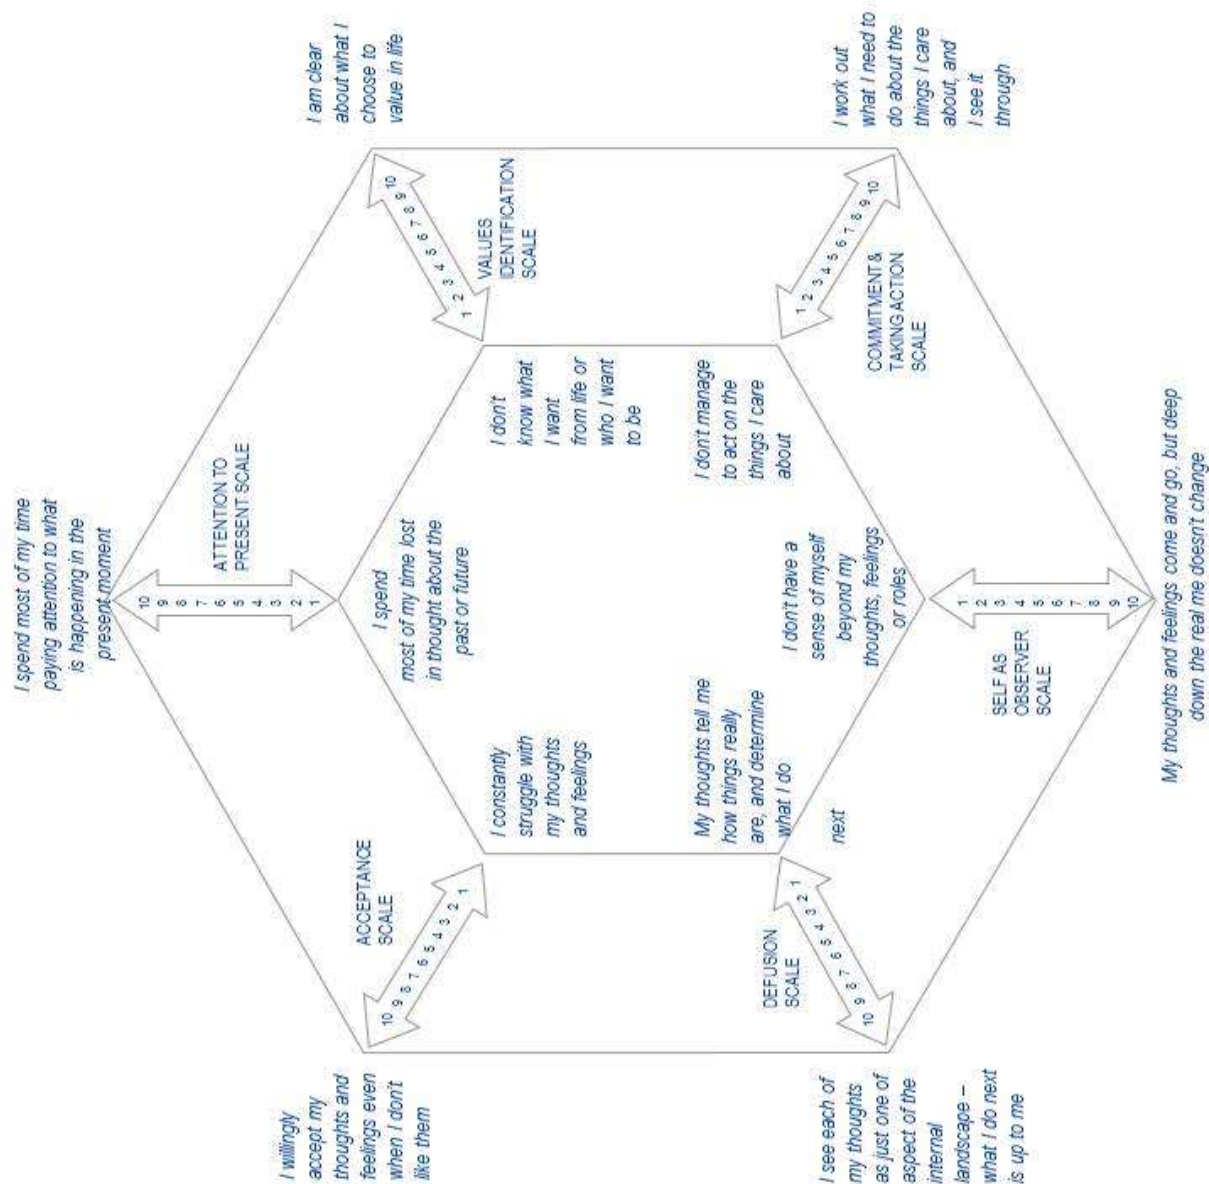 I spend most of my time
paying attention to what
is happening in the
present moment
10
9
8
7
6
5
4
3
2
1
ATTENTION TO
PRESENT SCALE
I spend
most of my time lost
in thought about the
past or future
I am clear
about what I
choose to
value in life
1 2 3 4 5 6 7 8 9 10
VALUES
IDENTIFICATION
SCALE
I don't
know what
I want
from life or
who I want
to be
I work out
what I need to
do about the
things I care
about, and
I see it
through
1 2 3 4 5 6 7 8 9 10
COMMITMENT &
TAKING ACTION
SCALE
I don't manage
to act on the
things I care
about
I don't have a
sense of myself
beyond my
thoughts, feelings
or roles
1
2
3
4
5
6
7
8
9
10
SELF AS
OBSERVER
SCALE
My thoughts and feelings come and go, but deep
down the real me doesn't change
My thoughts tell me
how things really
are, and determine
what I do
next
10 9 8 7 6 5 4 3 2 1
DEFUSION
SCALE
I see each of
my thoughts
as just one of
aspect of the
internal
landscape –
what I do next
is up to me
I constantly
struggle with
my thoughts
and feelings
10 9 8 7 6 5 4 3 2 1
ACCEPTANCE
SCALE
I willingly
accept my
thoughts and
feelings even
when I don't
like them